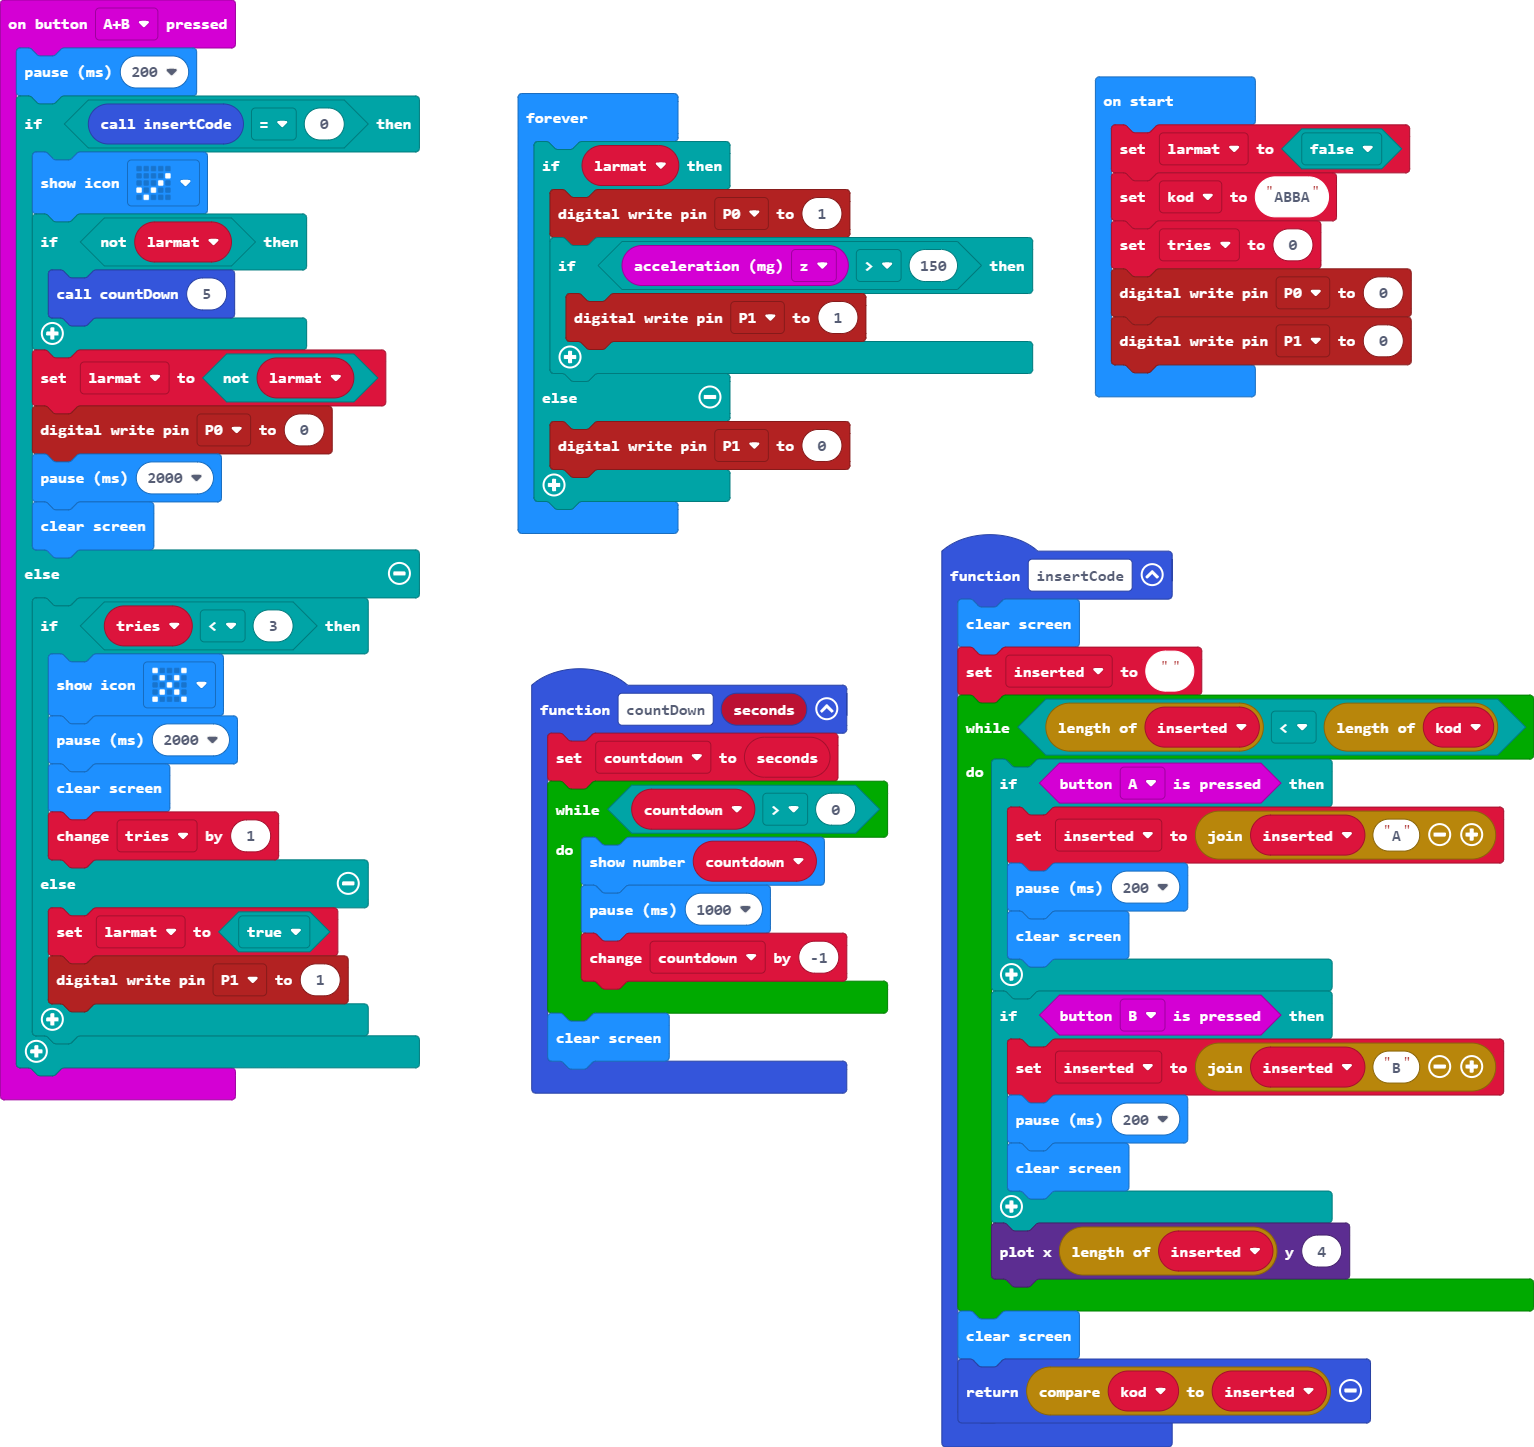 on button A+B pressed
pause (ms) 200
if call insertCode = 0 then
show icon
if not larmat then
call countDown 5
set larmat to not larmat
digital write pin P0 to 0
pause (ms) 2000
clear screen
else
if tries < 3 then
show icon
pause (ms) 2000
clear screen
change tries by 1
else
set larmat to true
digital write pin P1 to 1
forever
if larmat then
digital write pin P0 to 1
if acceleration (mg) z > 150 then
digital write pin P1 to 1
else
digital write pin P1 to 0
on start
set larmat to false
set kod to "ABBA"
set tries to 0
digital write pin P0 to 0
digital write pin P1 to 0
function countDown seconds
set countdown to seconds
while countdown > 0
do
show number countdown
pause (ms) 1000
change countdown by -1
clear screen
function insertCode
clear screen
set inserted to " "
while length of inserted < length of kod
do
if button A is pressed then
set inserted to join inserted "A"
pause (ms) 200
clear screen
if button B is pressed then
set inserted to join inserted "B"
pause (ms) 200
clear screen
plot x length of inserted y 4
clear screen
return compare kod to inserted